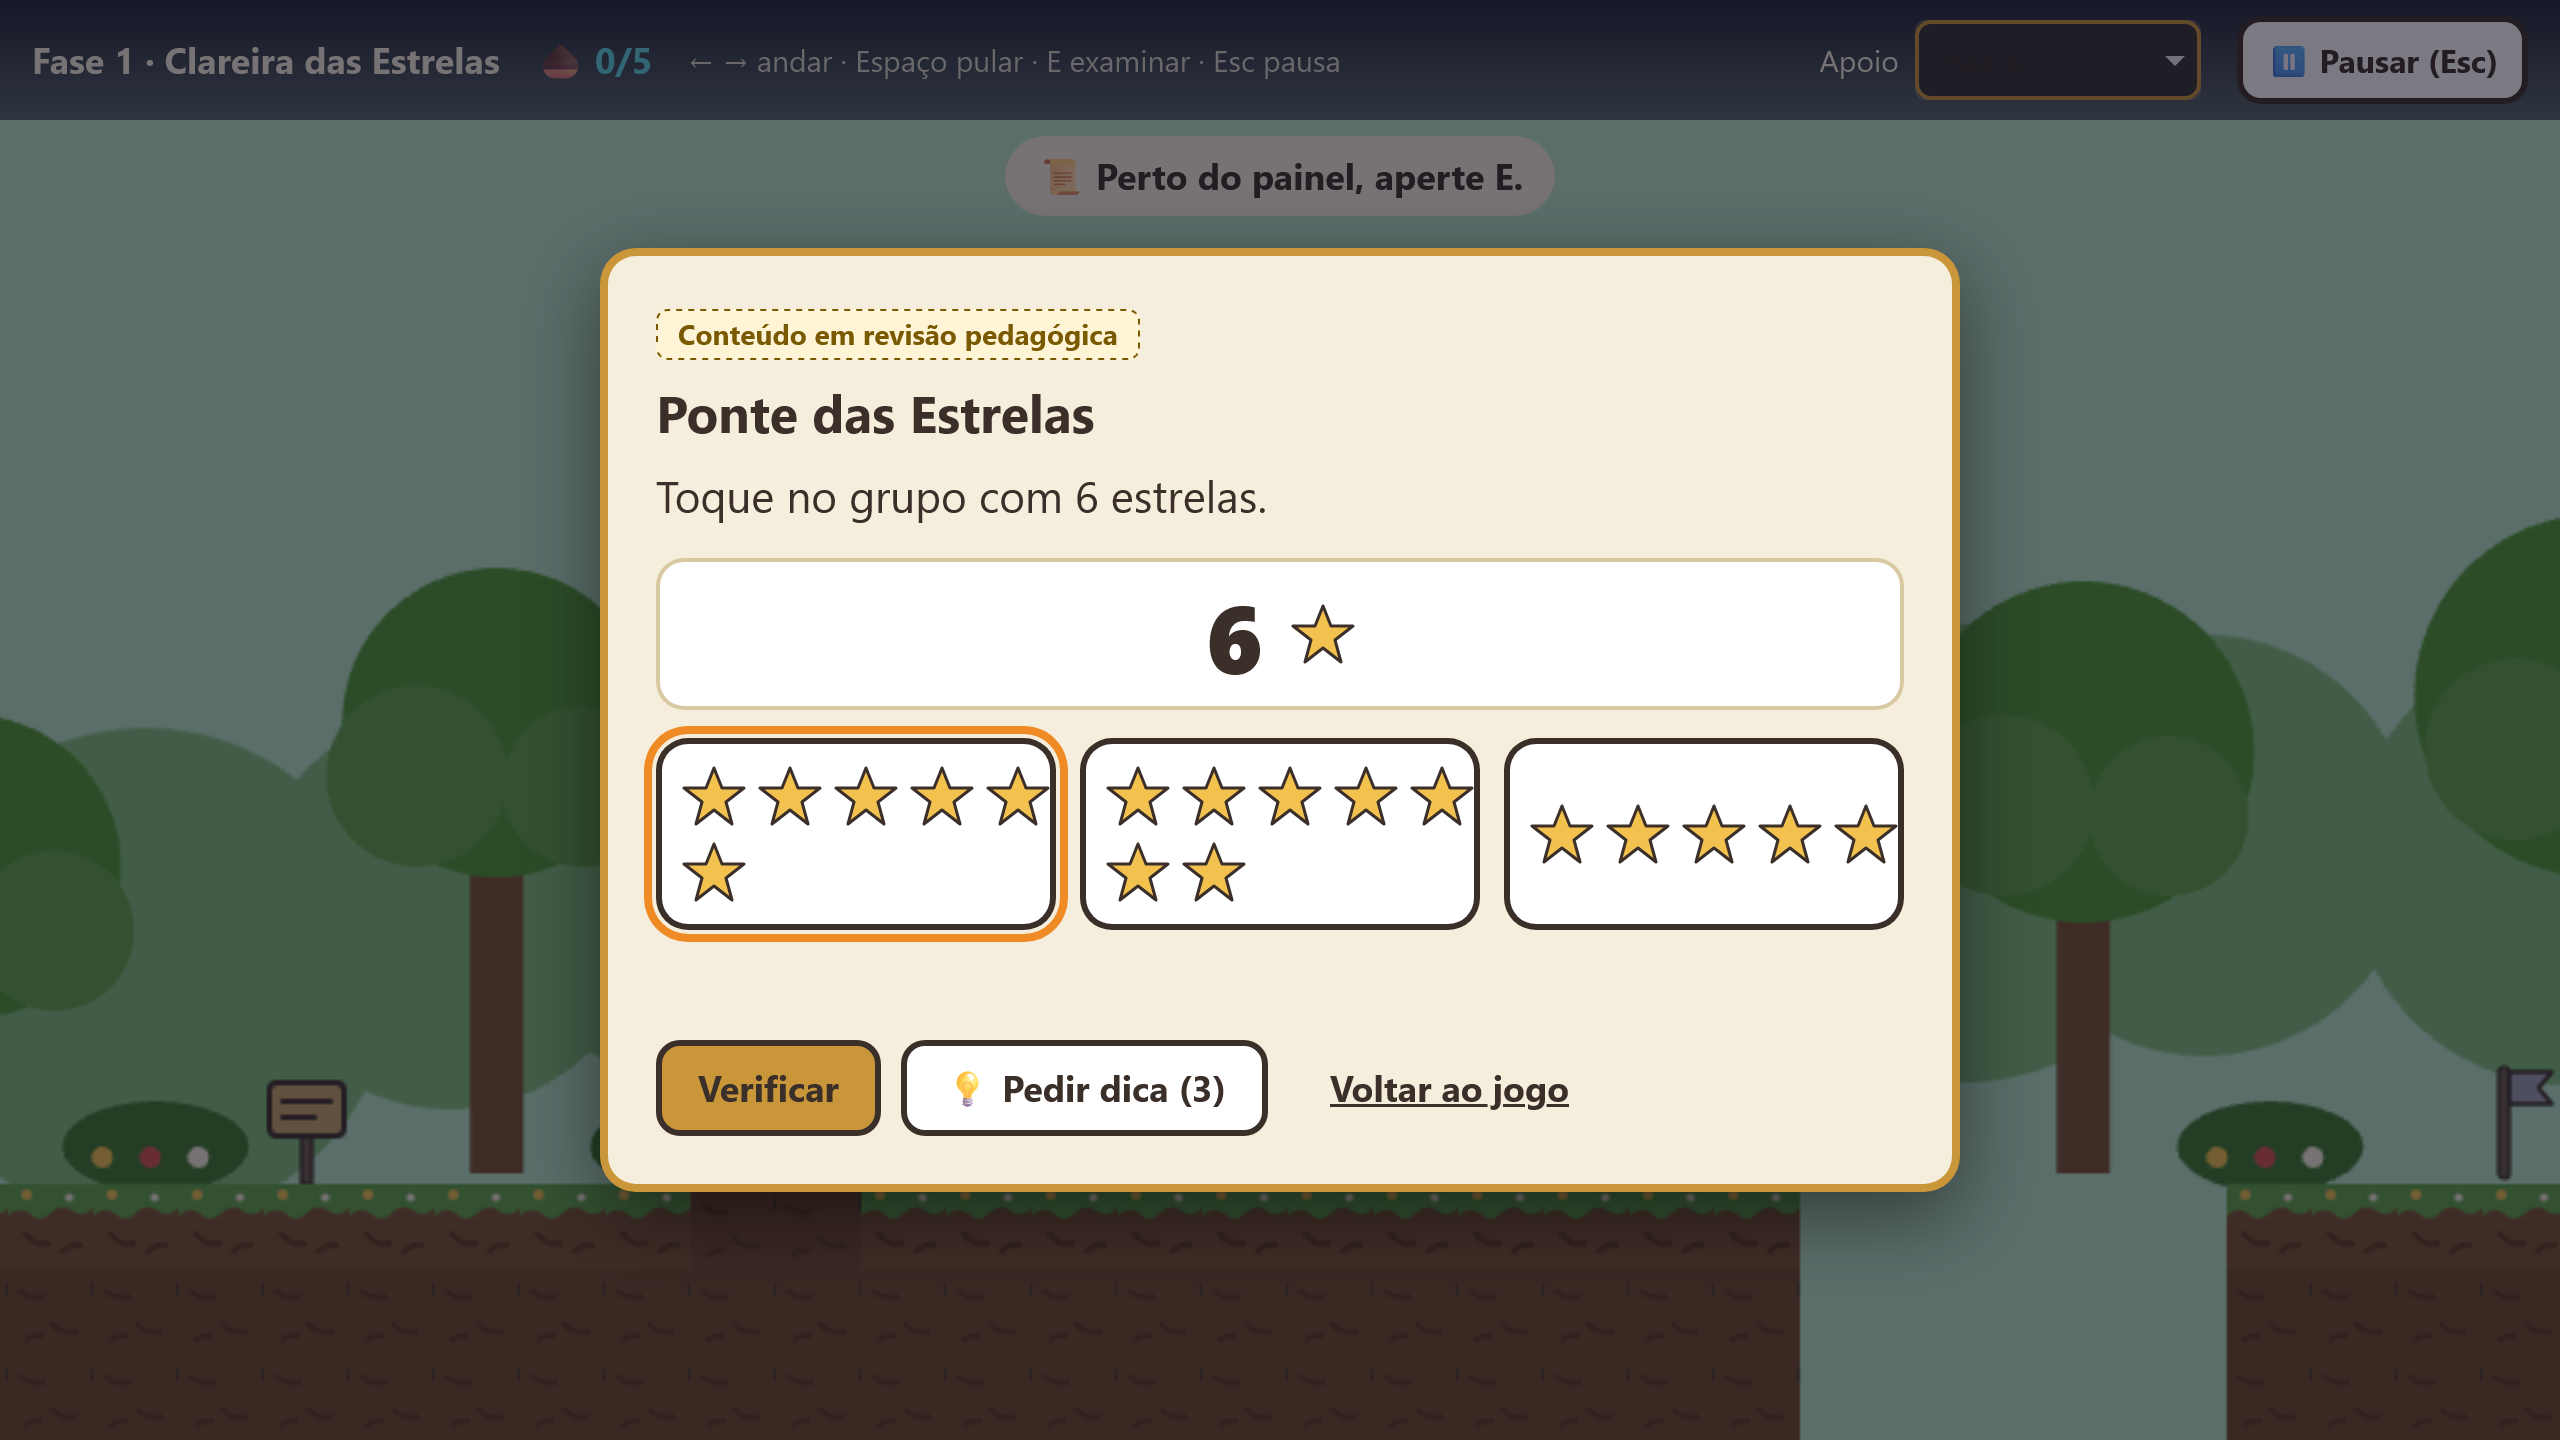 Fase 1 · Clareira das Estrelas 0/5 ← → andar · Espaço pular · E examinar · Esc pausa Apoio Pausar (Esc)
Perto do painel, aperte E.
Conteúdo em revisão pedagógica
Ponte das Estrelas
Toque no grupo com 6 estrelas.
6
Verificar Pedir dica (3) Voltar ao jogo